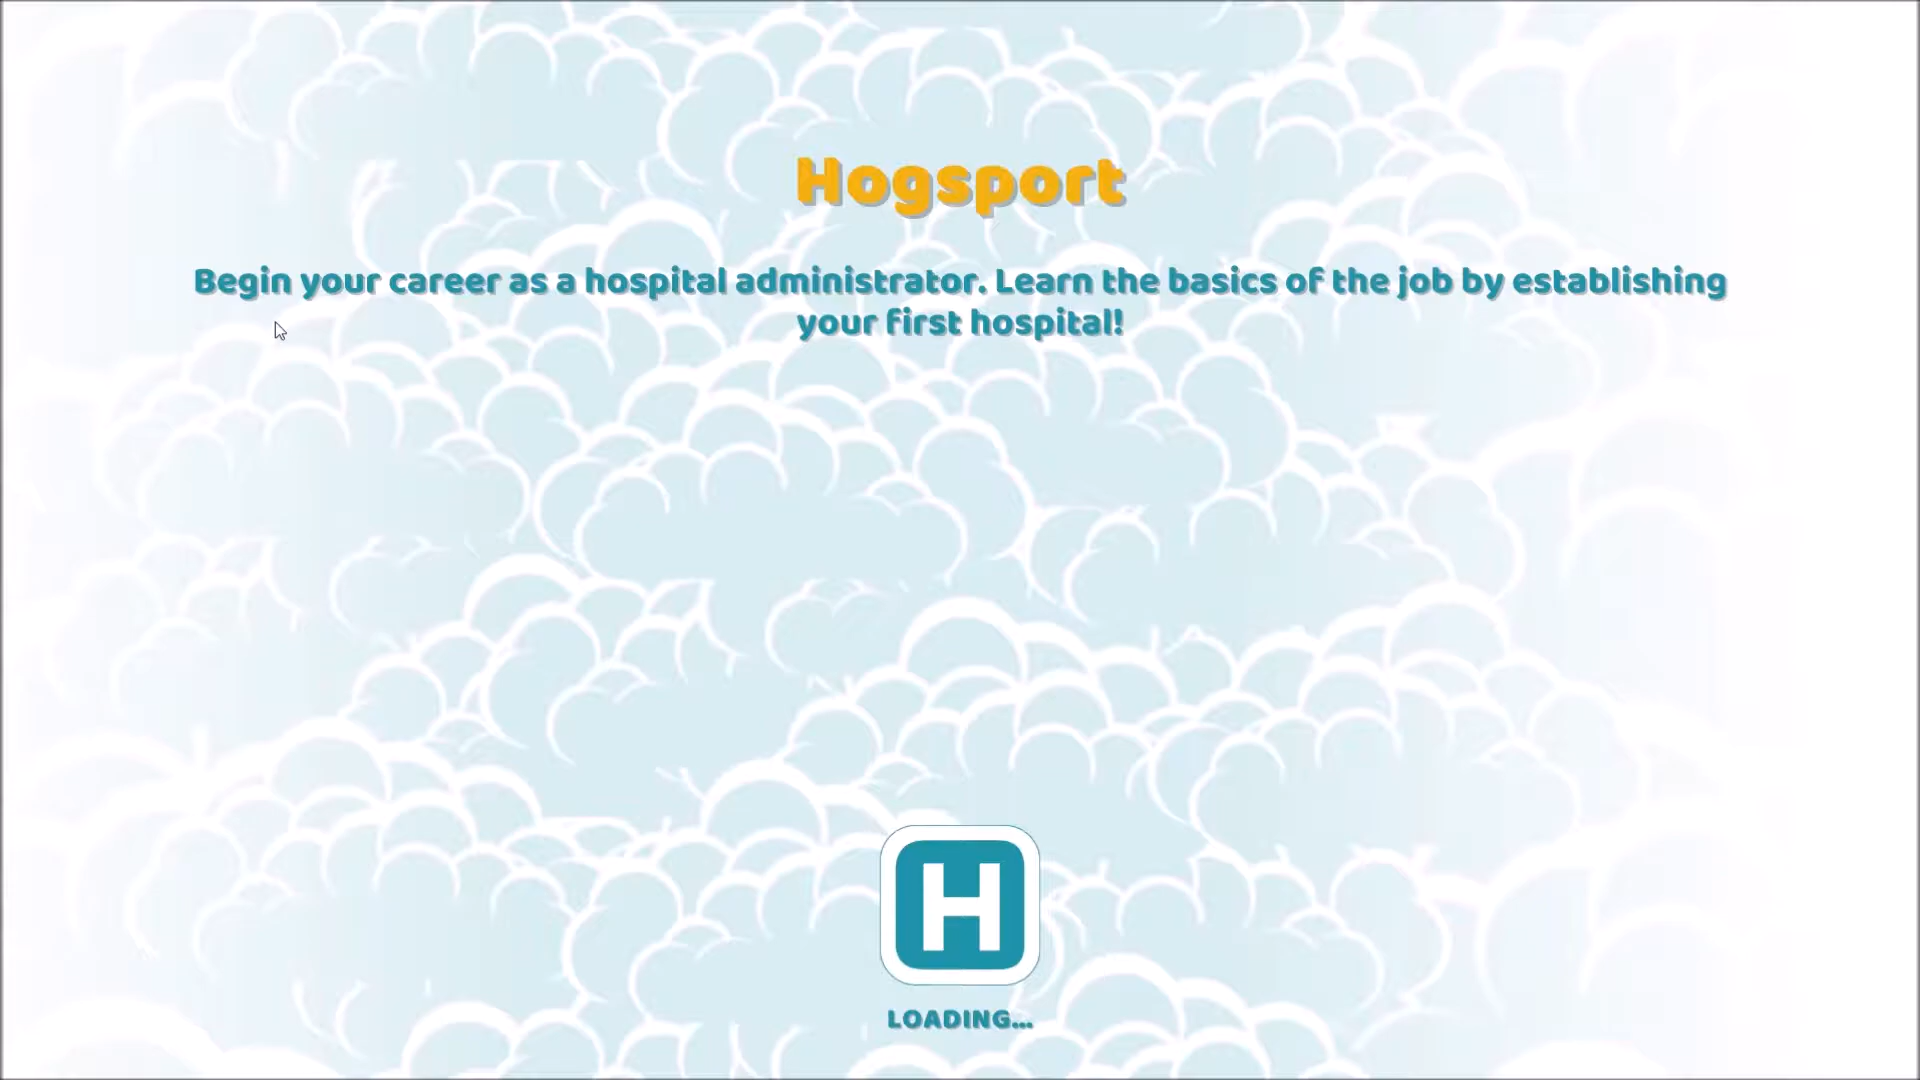 Hogsport
Begin your career as a hospital administrator. Learn the basics of the job by establishing
your first hospital!
H
LOADING...